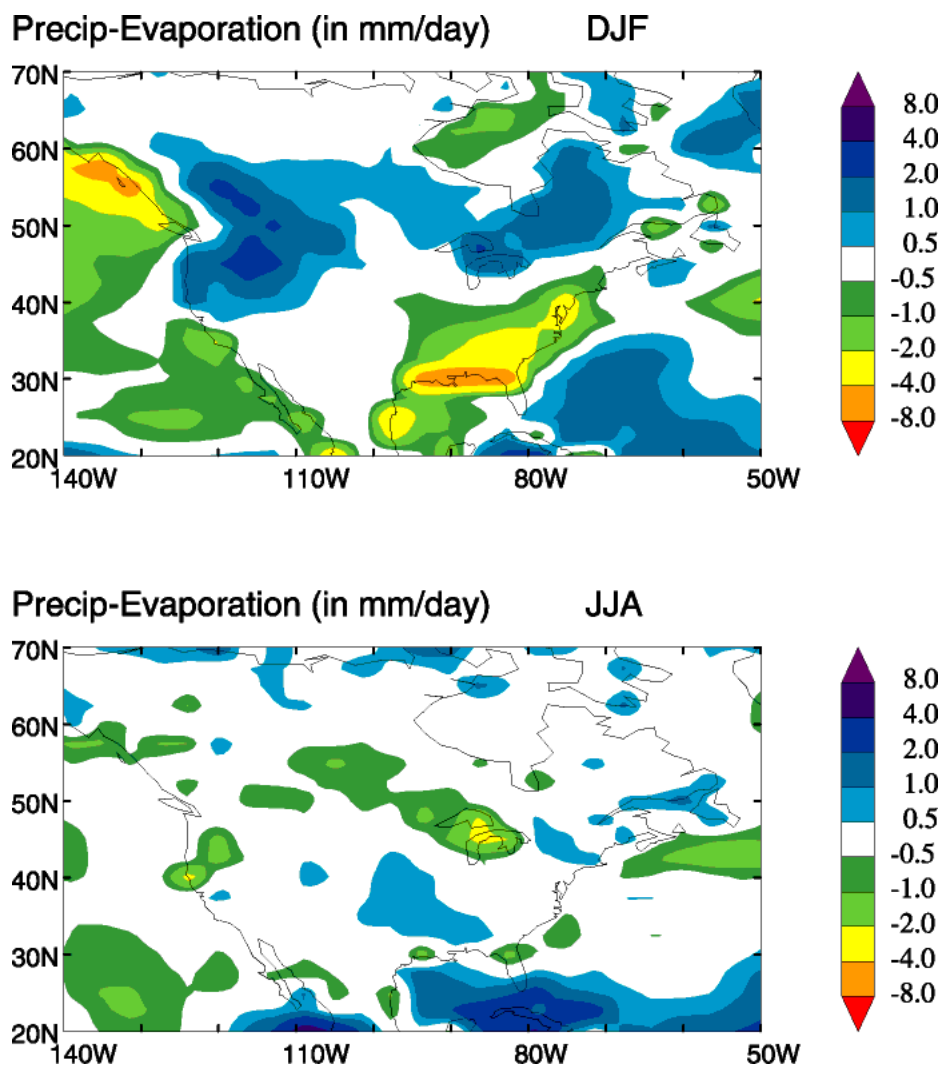 Precip-Evaporation (in mm/day) DJF
70N
60N
50N
40N
30N
20N
140W 110W 80W 50W
8.0
4.0
2.0
1.0
0.5
-0.5
-1.0
-2.0
-4.0
-8.0
Precip-Evaporation (in mm/day) JJA
70N
60N
50N
40N
30N
20N
140W 110W 80W 50W
8.0
4.0
2.0
1.0
0.5
-0.5
-1.0
-2.0
-4.0
-8.0